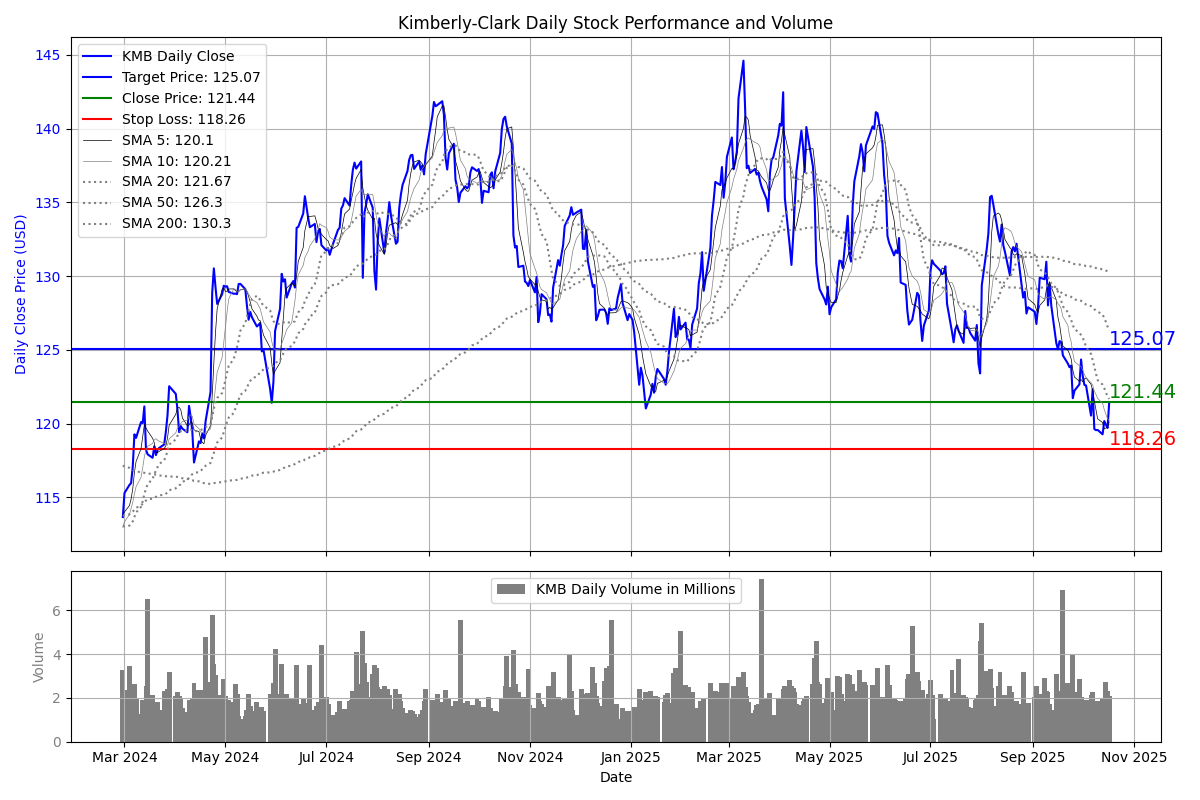 Kimberly-Clark Daily Stock Performance and Volume
KMB Daily Close
Target Price: 125.07
Close Price: 121.44
Stop Loss: 118.26
SMA 5: 120.1
SMA 10: 120.21
SMA 20: 121.67
SMA 50: 126.3
SMA 200: 130.3
Daily Close Price (USD)
145
140
135
130
125
120
115
125.07
121.44
118.26
KMB Daily Volume in Millions
Volume
6
4
2
0
Mar 2024 May 2024 Jul 2024 Sep 2024 Nov 2024 Jan 2025 Mar 2025 May 2025 Jul 2025 Sep 2025 Nov 2025
Date